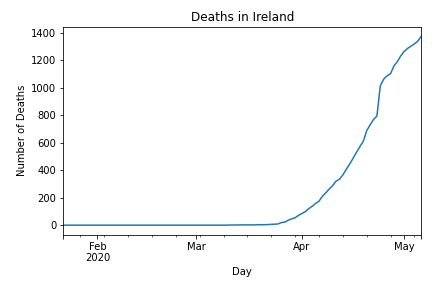 Deaths in Ireland
1400
1200
1000
800
600
400
200
0
Number of Deaths
Feb
2020
Mar
Apr
May
Day